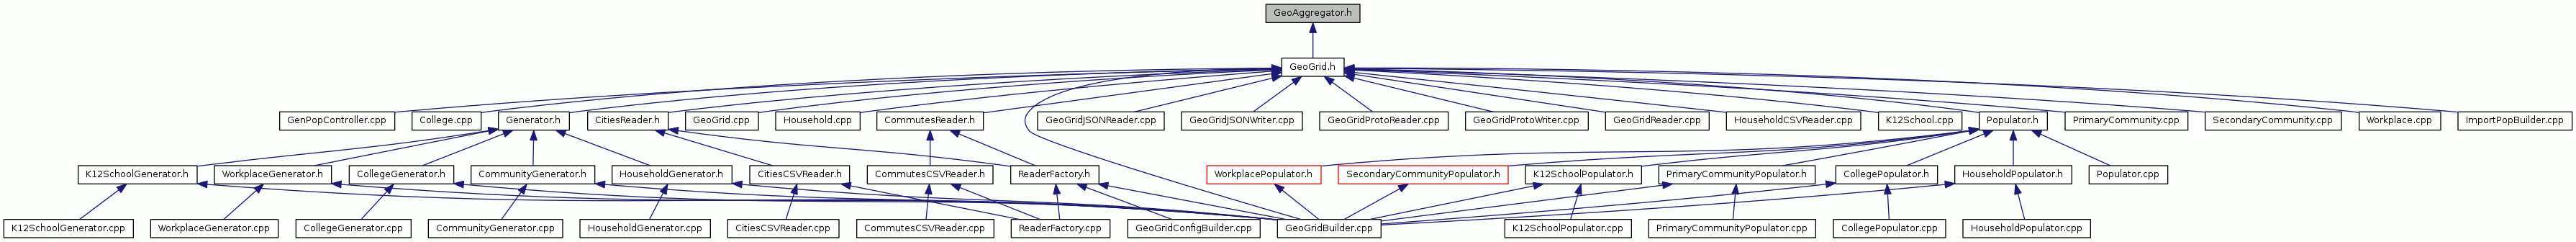 GeoAggregator.h
GeoGrid.h
GenPopController.cpp
College.cpp
Generator.h
CitiesReader.h
GeoGrid.cpp
Household.cpp
CommutesReader.h
GeoGridJSONReader.cpp
GeoGridJSONWriter.cpp
GeoGridProtoReader.cpp
GeoGridProtoWriter.cpp
GeoGridReader.cpp
HouseholdCSVReader.cpp
K12School.cpp
Populator.h
PrimaryCommunity.cpp
SecondaryCommunity.cpp
Workplace.cpp
ImportPopBuilder.cpp
K12SchoolGenerator.h
WorkplaceGenerator.h
CollegeGenerator.h
CommunityGenerator.h
HouseholdGenerator.h
CitiesCSVReader.h
CommutesCSVReader.h
ReaderFactory.h
WorkplacePopulator.h
SecondaryCommunityPopulator.h
K12SchoolPopulator.h
PrimaryCommunityPopulator.h
CollegePopulator.h
HouseholdPopulator.h
Populator.cpp
K12SchoolGenerator.cpp
WorkplaceGenerator.cpp
CollegeGenerator.cpp
CommunityGenerator.cpp
HouseholdGenerator.cpp
CitiesCSVReader.cpp
CommutesCSVReader.cpp
ReaderFactory.cpp
GeoGridConfigBuilder.cpp
GeoGridBuilder.cpp
K12SchoolPopulator.cpp
PrimaryCommunityPopulator.cpp
CollegePopulator.cpp
HouseholdPopulator.cpp